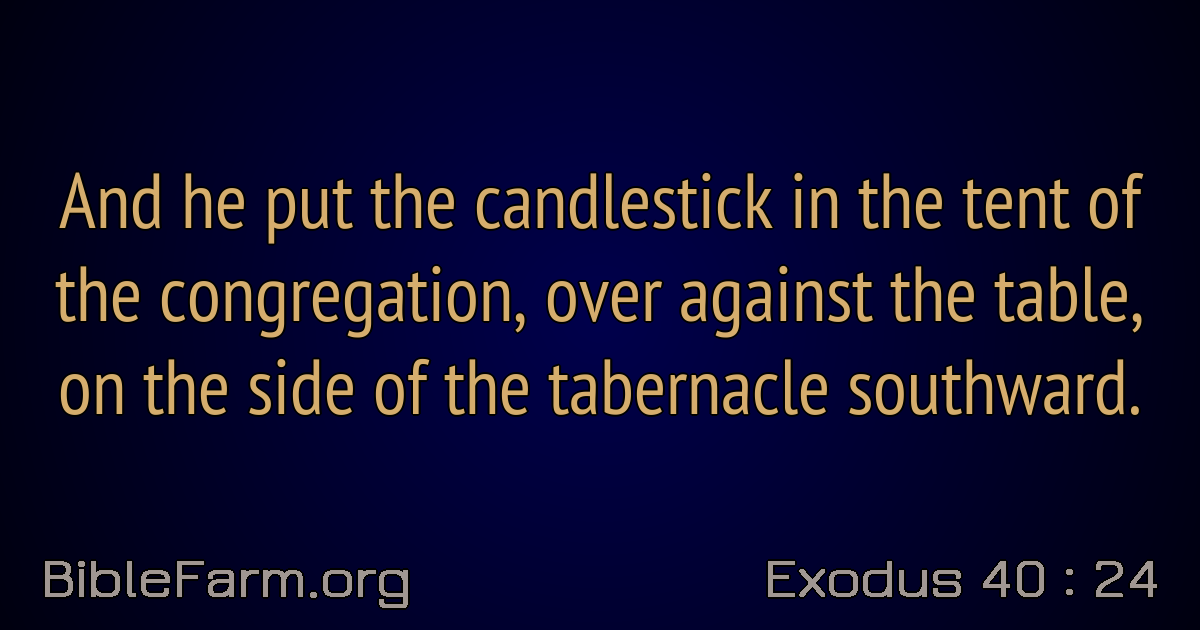 And he put the candlestick in the tent of
the congregation, over against the table,
on the side of the tabernacle southward.
BibleFarm.org
Exodus 40 : 24